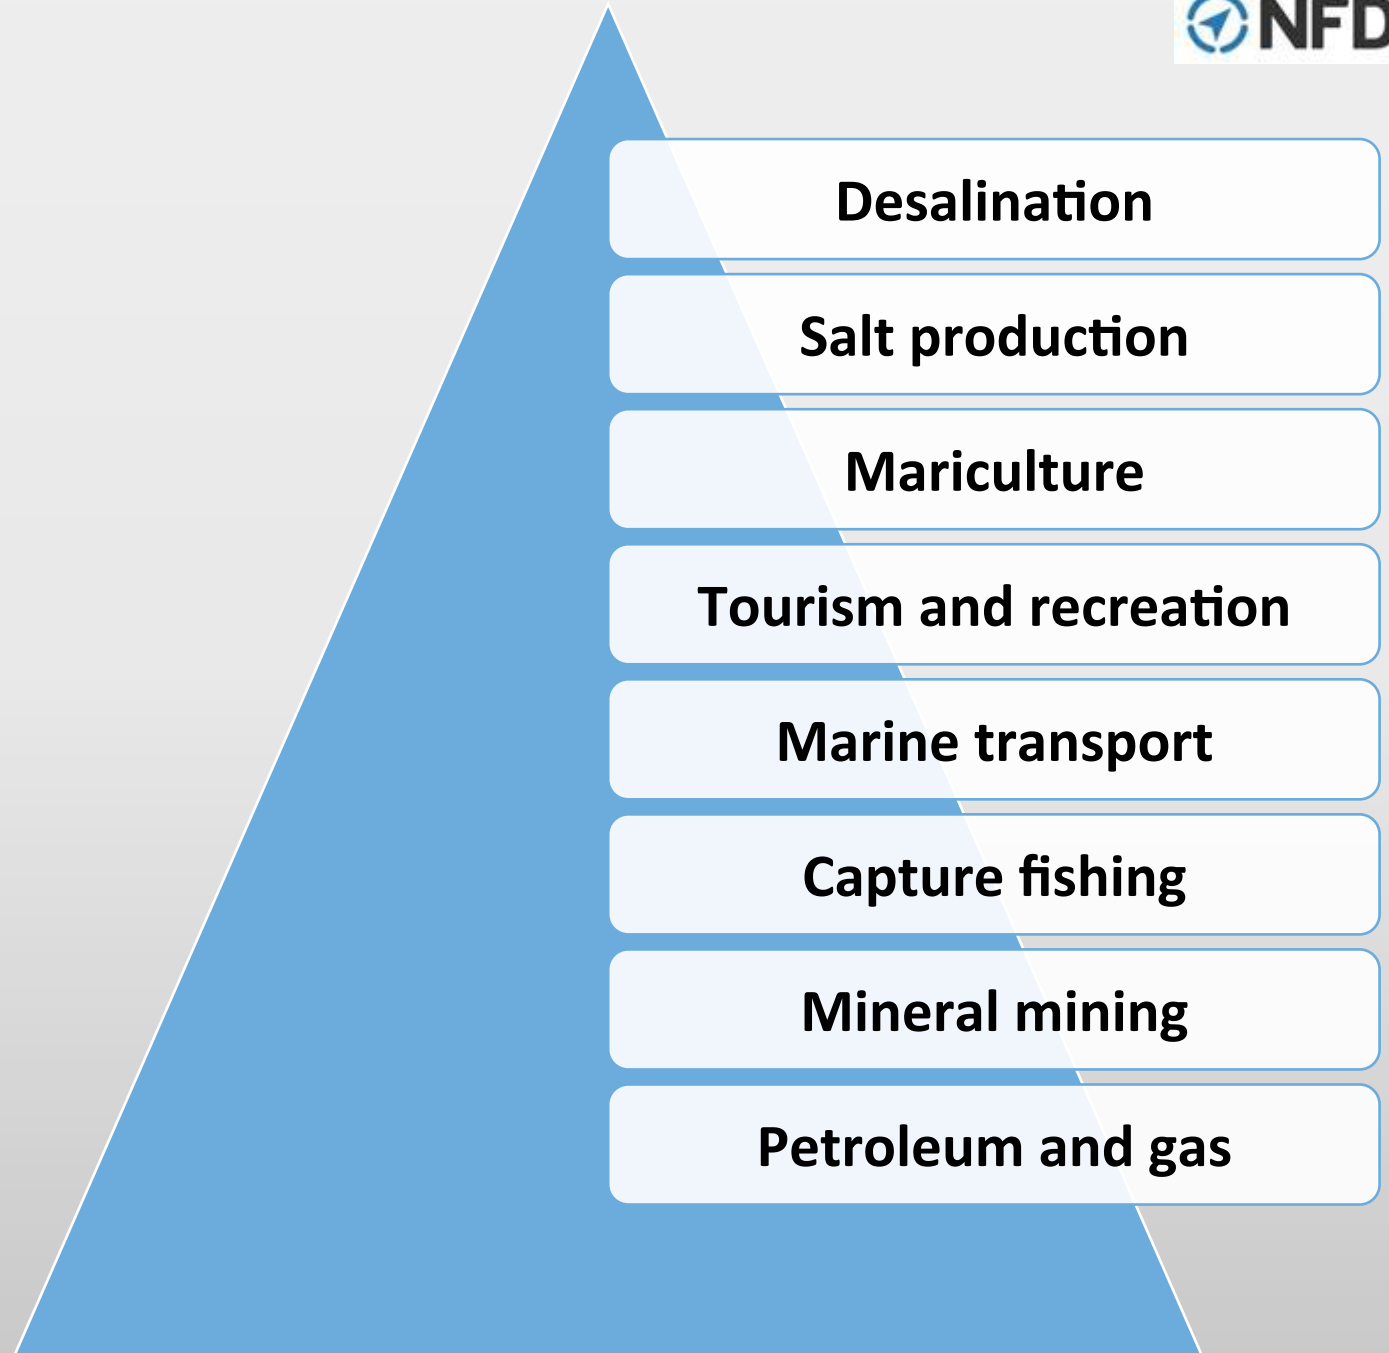 NFD
Desalination
Salt production
Mariculture
Tourism and recreation
Marine transport
Capture fishing
Mineral mining
Petroleum and gas